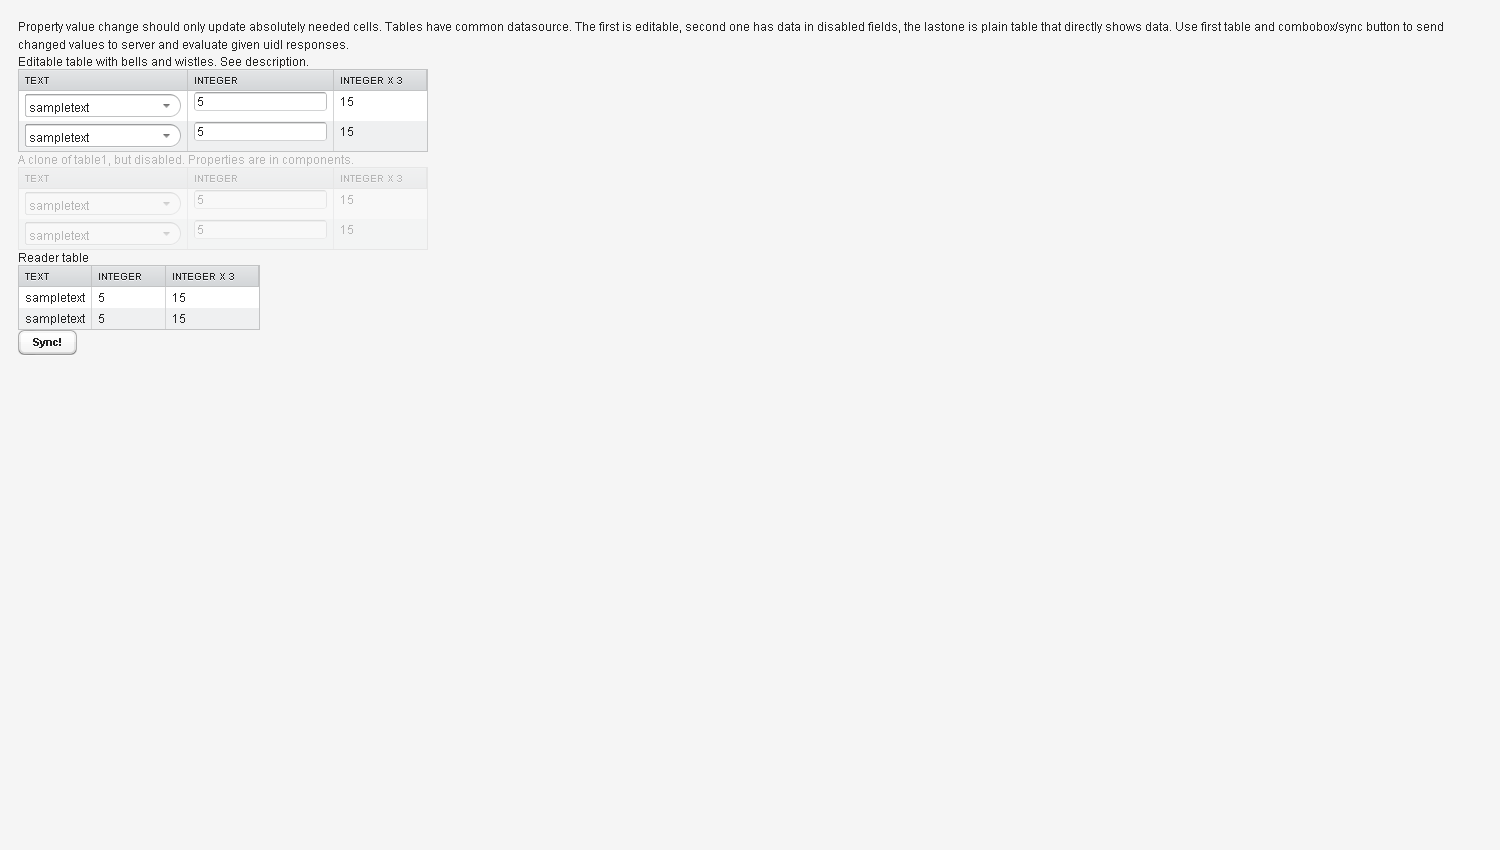 Property value change should only update absolutely needed cells. Tables have common datasource. The first is editable, second one has data in disabled fields, the lastone is plain table that directly shows data. Use first table and combobox/sync button to send
changed values to server and evaluate given uidl responses.
Editable table with bells and wistles. See description.
TEXT INTEGER INTEGER X 3
sampletext 5 15
sampletext 5 15
A clone of table1, but disabled. Properties are in components.
TEXT INTEGER INTEGER X 3
sampletext 5 15
sampletext 5 15
Reader table
TEXT INTEGER INTEGER X 3
sampletext 5 15
sampletext 5 15
Sync!